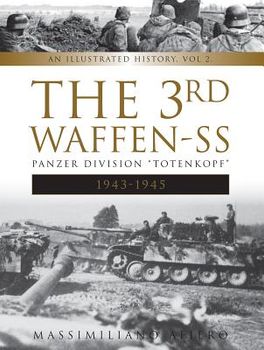 AN ILLUSTRATED HISTORY, VOL 2.
THE 3RD
WAFFEN-SS
PANZER DIVISION "TOTENKOPF"
1943-1945
MASSIMILIANO AFIERO